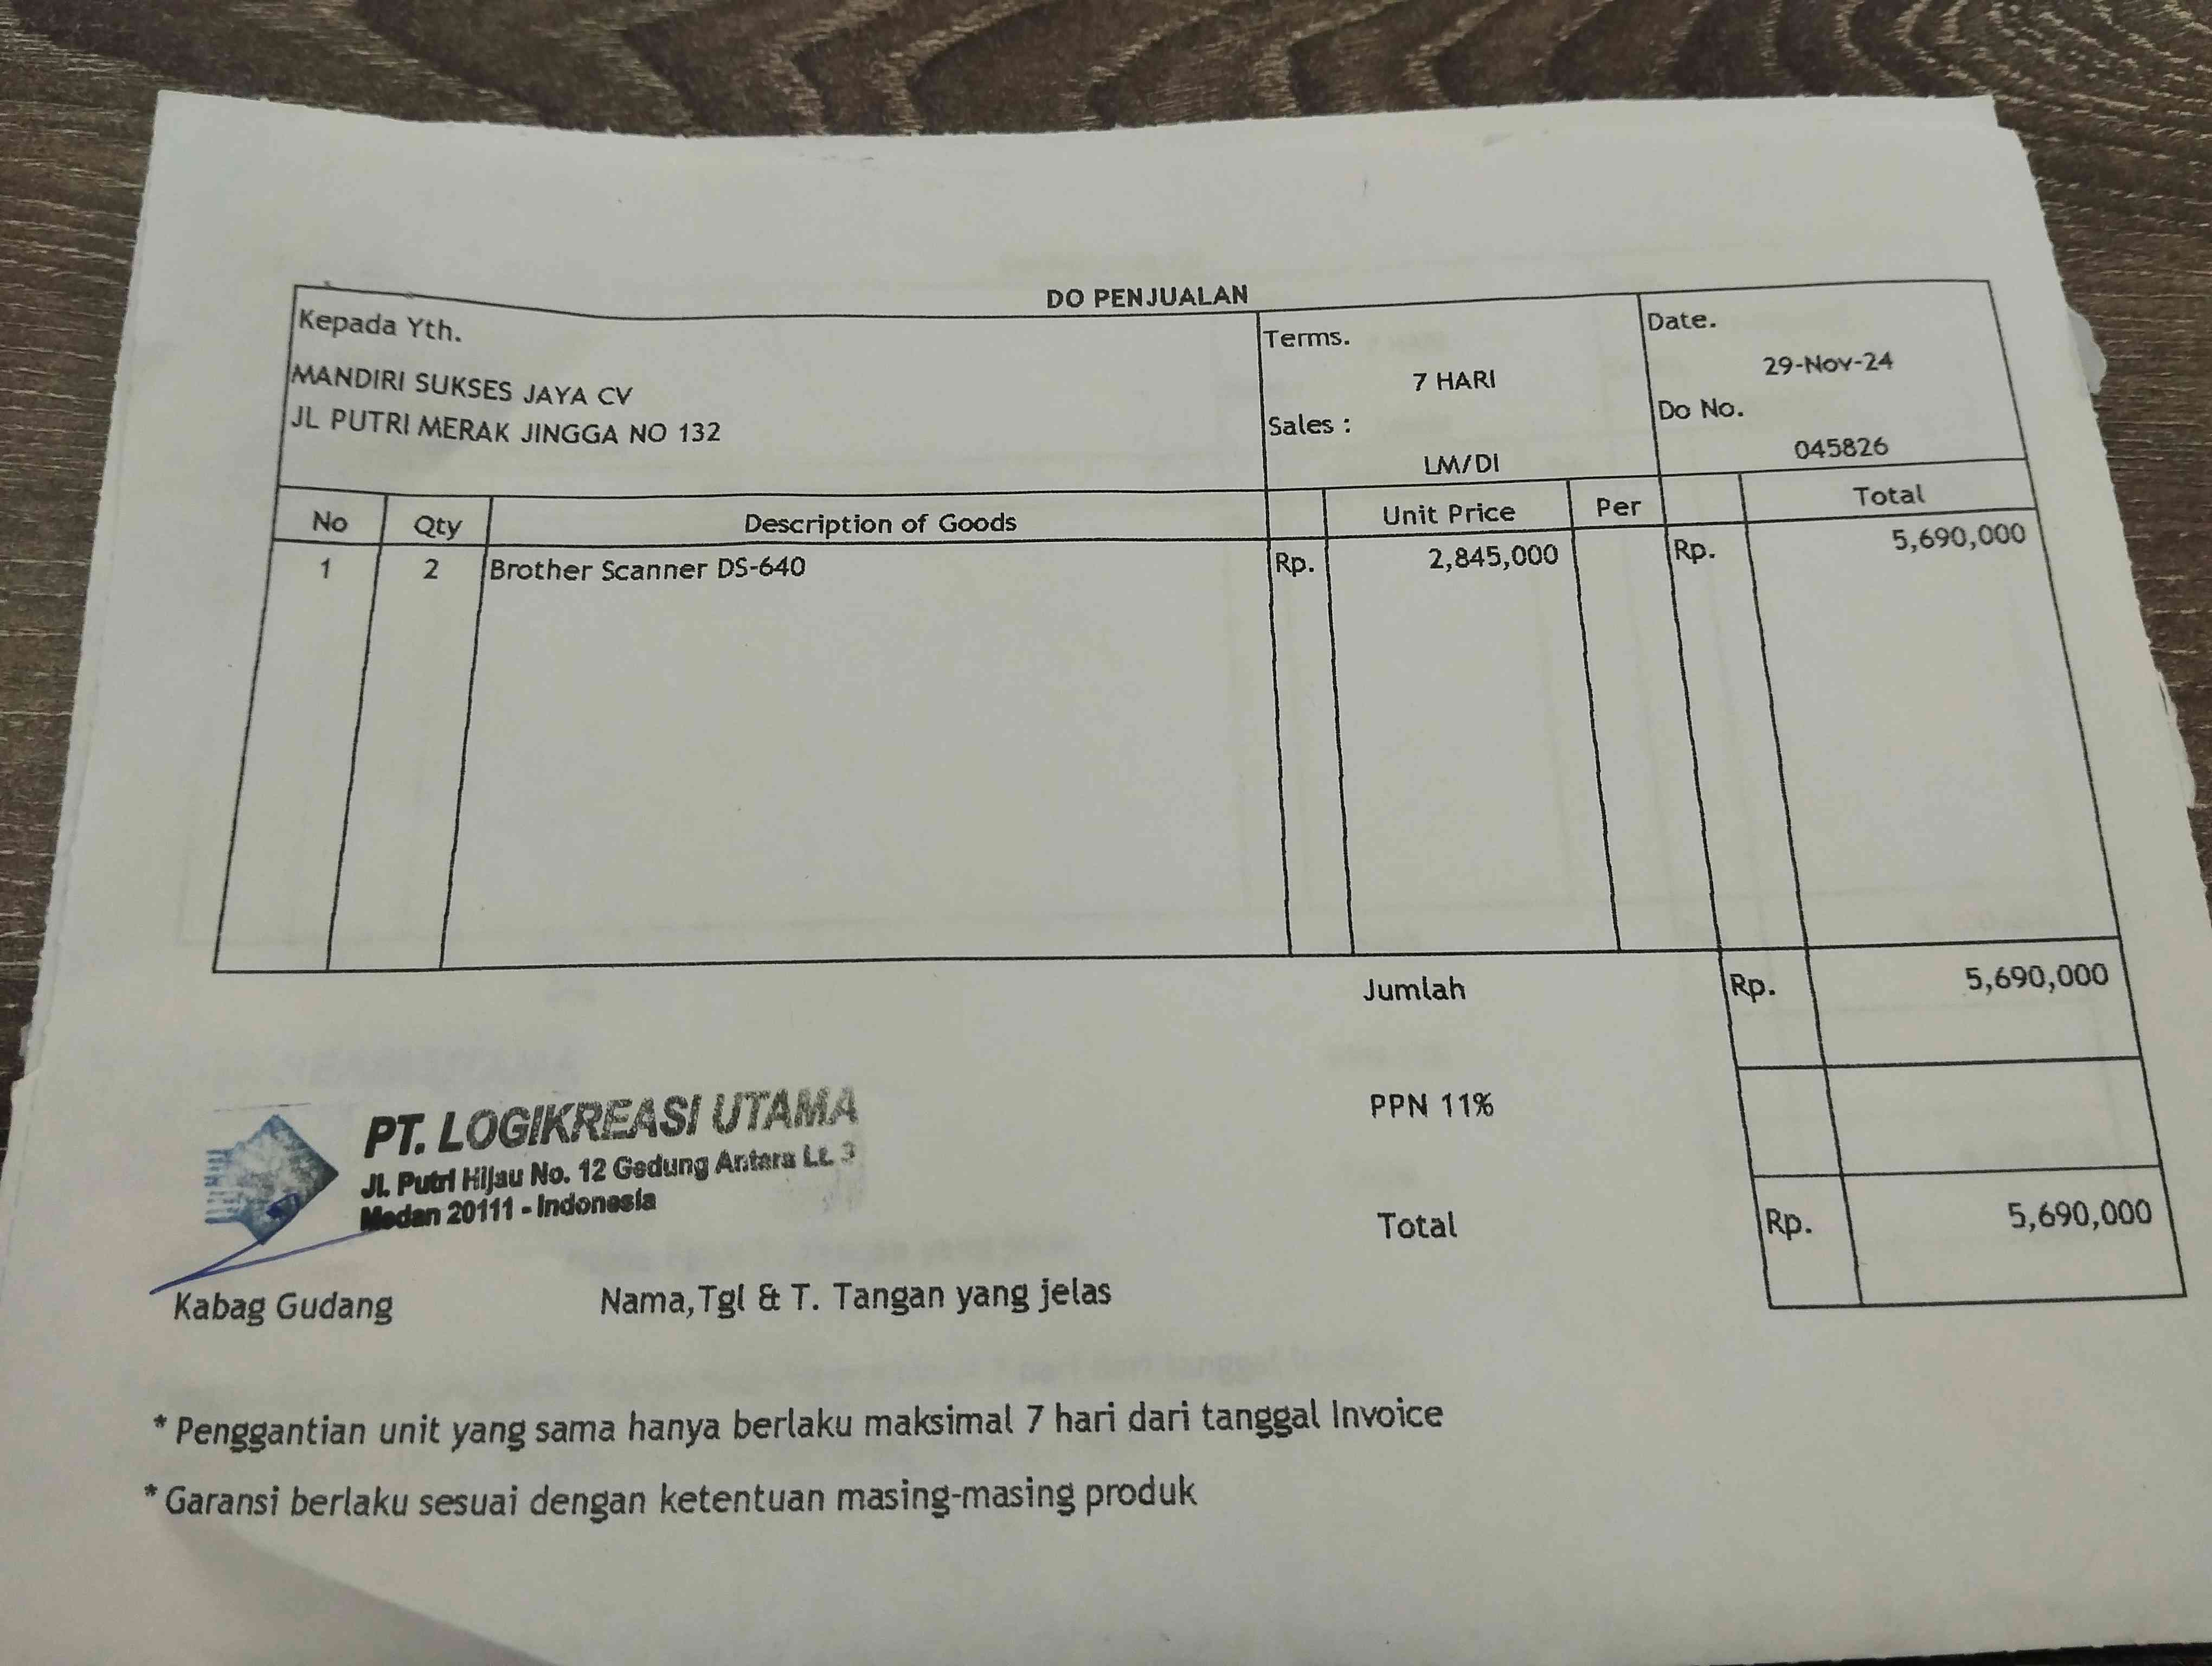 DO PENJUALAN
Kepada Yth.
MANDIRI SUKSES JAYA CV
JL PUTRI MERAK JINGGA NO 132
Terms.
7 HARI
Sales :
LM/DI
Date.
29-Nov-24
Do No.
045826
No Qty Description of Goods Unit Price Per Total
1 2 Brother Scanner DS-640 Rp. 2,845,000 Rp. 5,690,000
Jumlah Rp. 5,690,000
PPN 11%
Total Rp. 5,690,000
PT. LOGIKREASI UTAMA
Jl. Putri Hijau No. 12 Gedung Antara Lt. 3
Medan 20111 - Indonesia
Kabag Gudang Nama,Tgl & T. Tangan yang jelas
* Penggantian unit yang sama hanya berlaku maksimal 7 hari dari tanggal Invoice
* Garansi berlaku sesuai dengan ketentuan masing-masing produk